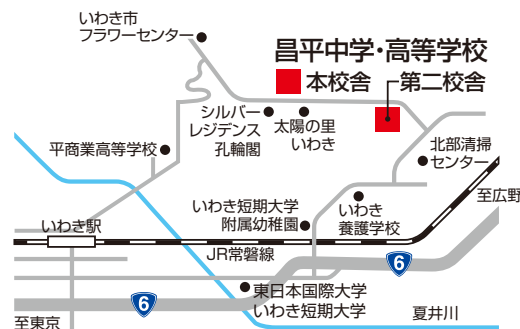 いわき市
フラワーセンター
昌平中学・高等学校
本校舎
第二校舎
シルバー
レジデンス
孔輪閣
太陽の里
いわき
平商業高等学校
北部清掃
センター
至広野
いわき短期大学
附属幼稚園
いわき
養護学校
いわき駅
JR常磐線
6
6
東日本国際大学
いわき短期大学
夏井川
至東京